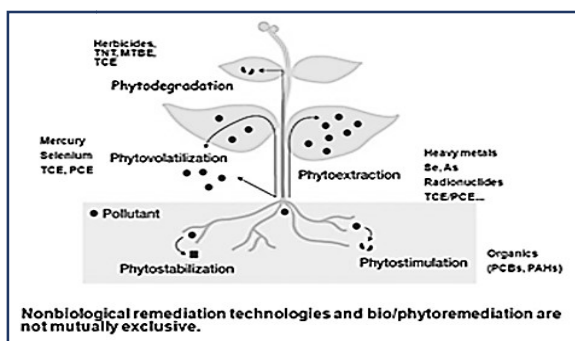 Herbicides,
TNT, MTBE,
TCE
Phytodegradation
Mercury
Selenium
TCE, PCE
Phytovolatilization
Phytoextraction
Heavy metals
Se, As
Radionuclides
TCE/PCE...
Pollutant
Phytostabilization
Phytostimulation
Organics
(PCBs, PAHs)
Nonbiological remediation technologies and bio/phytoremediation are
not mutually exclusive.